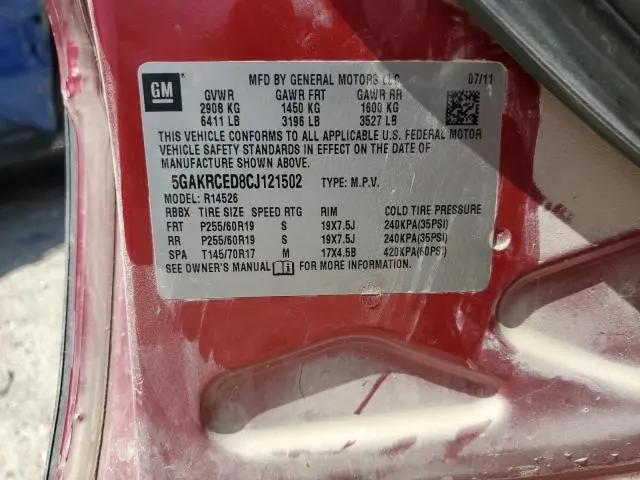 GM
MFD BY GENERAL MOTORS LLC 07/11
GVWR GAWR FRT GAWR RR
2908 KG 1450 KG 1600 KG
6411 LB 3196 LB 3527 LB
THIS VEHICLE CONFORMS TO ALL APPLICABLE U.S. FEDERAL MOTOR
VEHICLE SAFETY STANDARDS IN EFFECT ON THE DATE OF
MANUFACTURE SHOWN ABOVE.
5GAKRCED8CJ121502 TYPE: M.P.V.
MODEL: R14526
RBBX TIRE SIZE SPEED RTG RIM COLD TIRE PRESSURE
FRT P255/60R19 S 19X7.5J 240KPA(35PSI)
RR P255/60R19 S 19X7.5J 240KPA(35PSI)
SPA T145/70R17 M 17X4.5B 420KPA(60PSI)
SEE OWNER'S MANUAL FOR MORE INFORMATION.